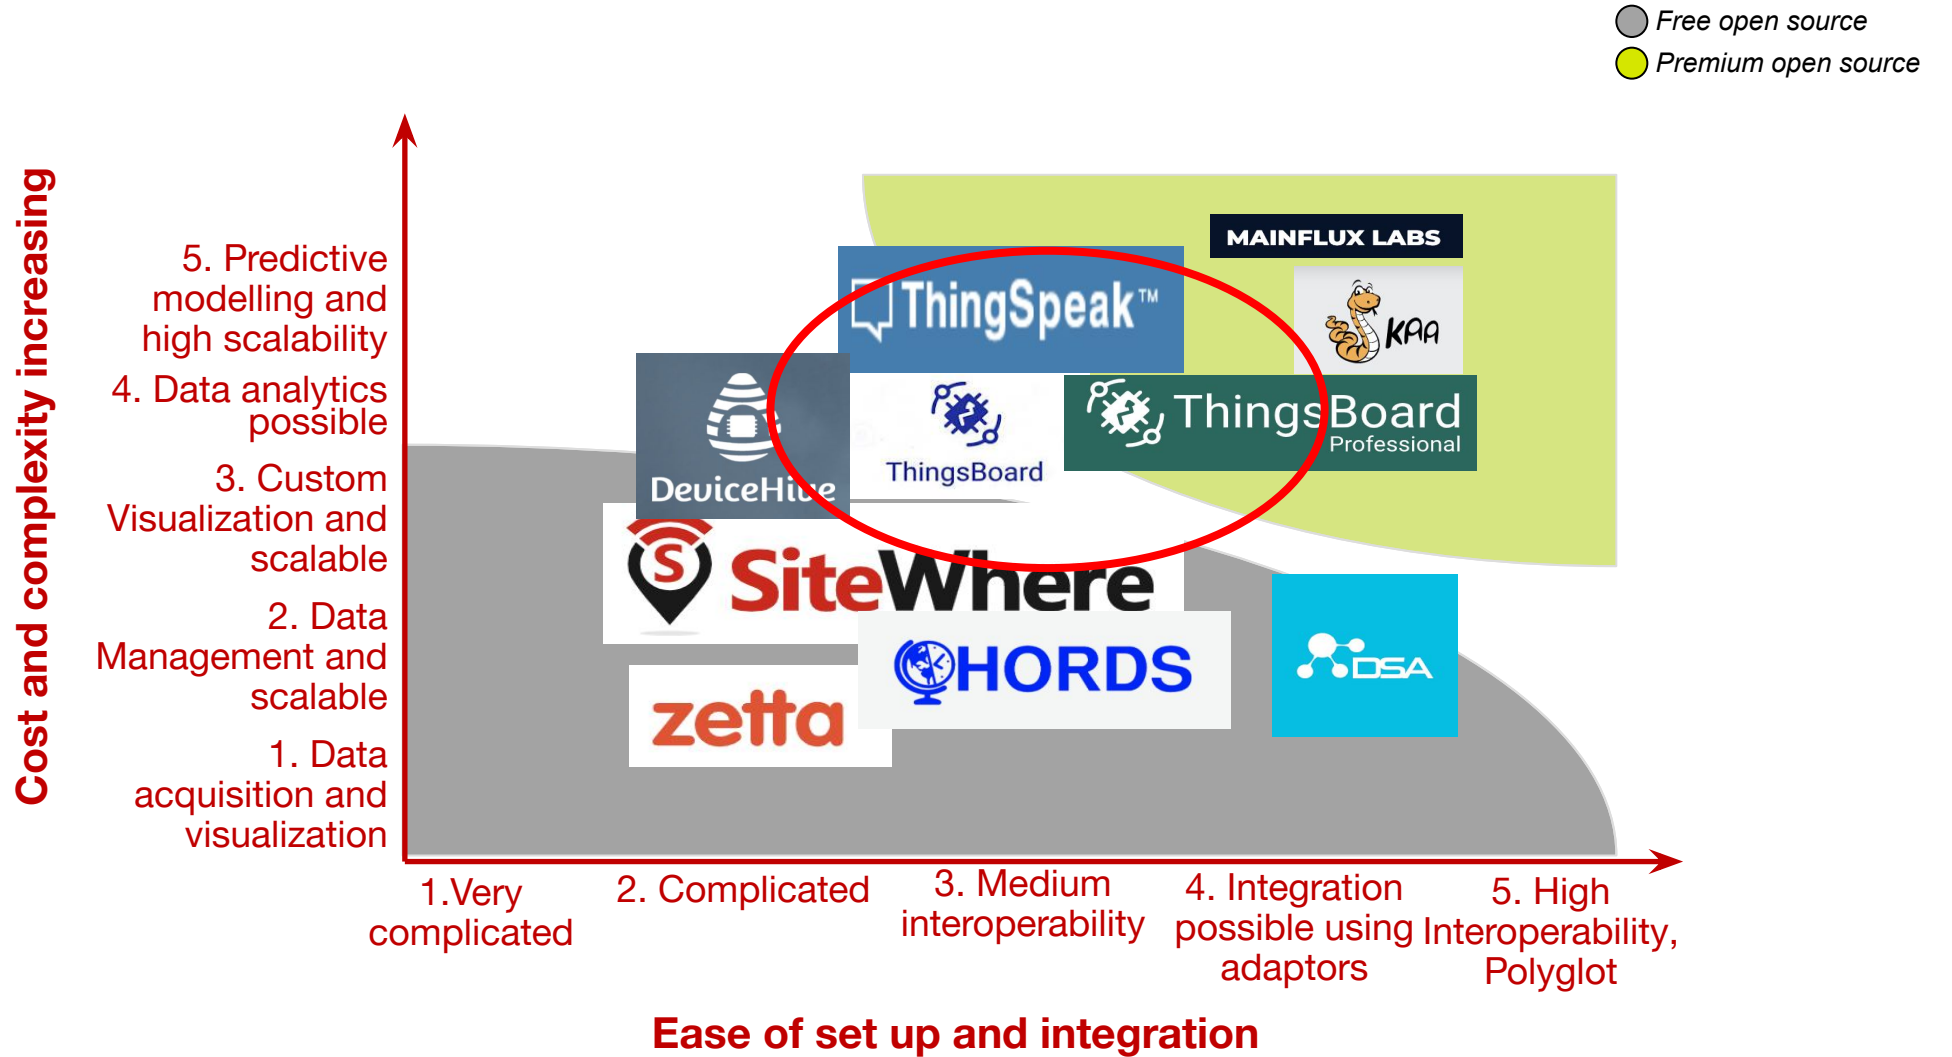 Free open source
Premium open source
Cost and complexity increasing
5. Predictive
modelling and
high scalability
4. Data analytics
possible
3. Custom
Visualization and
scalable
2. Data
Management and
scalable
1. Data
acquisition and
visualization
MAINFLUX LABS
ThingSpeak™
KAA
DeviceHive
ThingsBoard
ThingsBoard
Professional
S
SiteWhere
CHORDS
DSA
zetta
1.Very
complicated
2. Complicated
3. Medium
interoperability
4. Integration
possible using
adaptors
5. High
Interoperability,
Polyglot
Ease of set up and integration